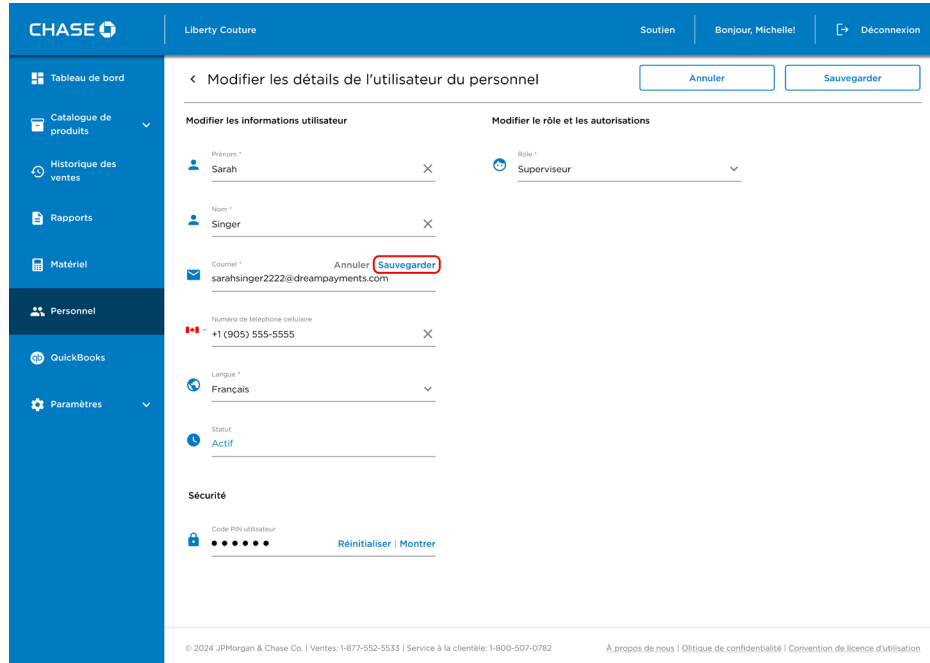 CHASE
Liberty Couture
Soutien
Bonjour, Michelle!
Déconnexion
Tableau de bord
Catalogue de
produits
Historique des
ventes
Rapports
Matériel
Personnel
qb QuickBooks
Paramètres
Modifier les détails de l'utilisateur du personnel
Annuler
Sauvegarder
Modifier les informations utilisateur
Prénom *
Sarah
Nom *
Singer
Courriel *
Annuler Sauvegarder
sarahsinger2222@dreampayments.com
Numéro de téléphone cellulaire
+1 (905) 555-5555
Langue *
Français
Statut
Actif
Modifier le rôle et les autorisations
Rôle *
Superviseur
Sécurité
Code PIN utilisateur
●●●●●●
Réinitialiser | Montrer
© 2024 JPMorgan & Chase Co. | Ventes: 1-877-552-5533 | Service à la clientèle: 1-800-507-0782
À propos de nous | Olitique de confidentialité | Convention de licence d'utilisation